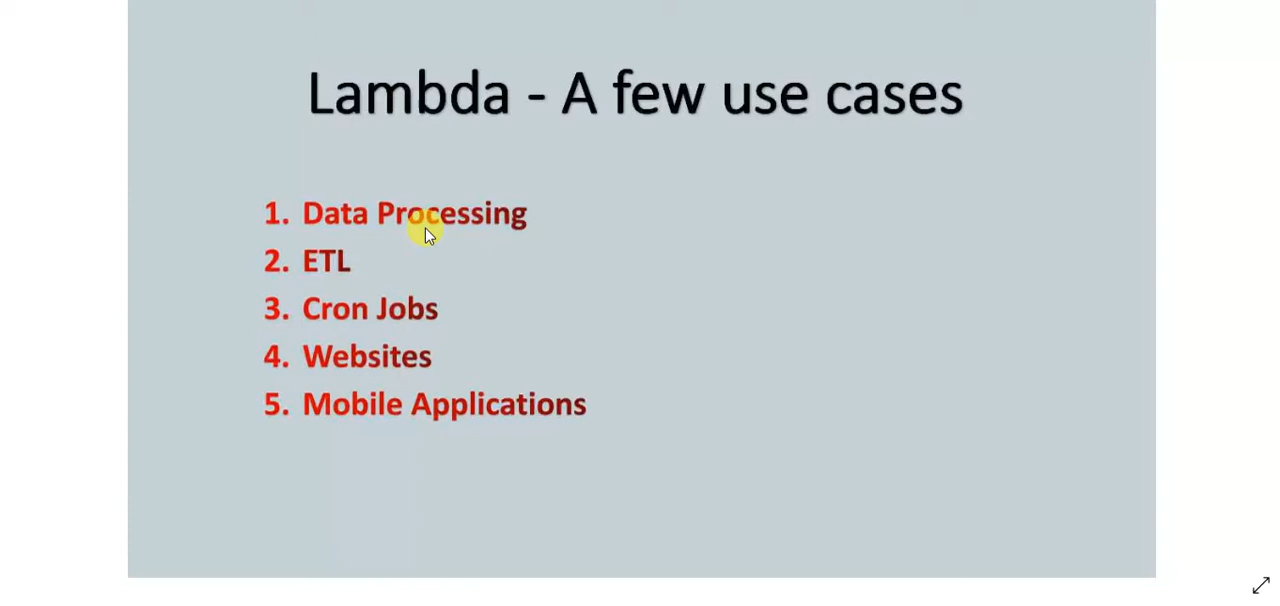 Lambda - A few use cases
1. Data Processing
2. ETL
3. Cron Jobs
4. Websites
5. Mobile Applications